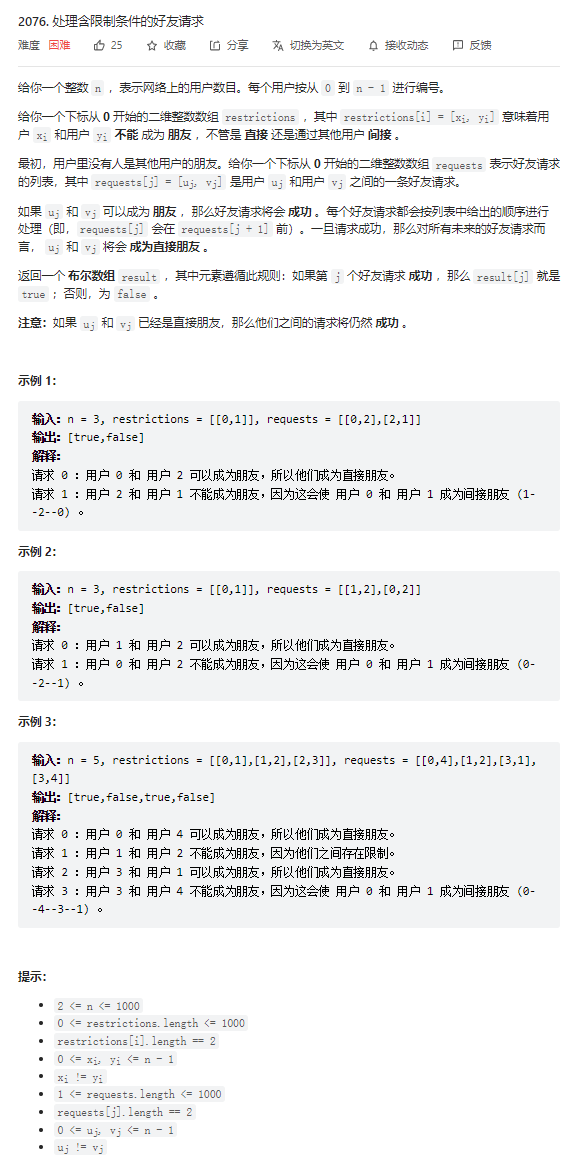 2076. 处理含限制条件的好友请求
难度 困难 25 收藏 分享 切换为英文 接收动态 反馈
给你一个整数 n ，表示网络上的用户数目。每个用户按从 0 到 n - 1 进行编号。
给你一个下标从 0 开始的二维整数数组 restrictions ，其中 restrictions[i] = [xi, yi] 意味着用
户 xi 和用户 yi 不能 成为 朋友 ，不管是 直接 还是通过其他用户 间接 。
最初，用户里没有人是其他用户的朋友。给你一个下标从 0 开始的二维整数数组 requests 表示好友请求
的列表，其中 requests[j] = [uj, vj] 是用户 uj 和用户 vj 之间的一条好友请求。
如果 uj 和 vj 可以成为 朋友 ，那么好友请求将会 成功 。每个好友请求都会按列表中给出的顺序进行
处理（即， requests[j] 会在 requests[j + 1] 前）。一旦请求成功，那么对所有未来的好友请求而
言， uj 和 vj 将会 成为直接朋友 。
返回一个 布尔数组 result ，其中元素遵循此规则：如果第 j 个好友请求 成功 ，那么 result[j] 就是
true ；否则，为 false 。
注意：如果 uj 和 vj 已经是直接朋友，那么他们之间的请求将仍然 成功 。
示例 1：
输入：n = 3, restrictions = [[0,1]], requests = [[0,2],[2,1]]
输出：[true,false]
解释：
请求 0 ：用户 0 和 用户 2 可以成为朋友，所以他们成为直接朋友。
请求 1 ：用户 2 和 用户 1 不能成为朋友，因为这会使 用户 0 和 用户 1 成为间接朋友 (1-
-2--0) 。
示例 2：
输入：n = 3, restrictions = [[0,1]], requests = [[1,2],[0,2]]
输出：[true,false]
解释：
请求 0 ：用户 1 和 用户 2 可以成为朋友，所以他们成为直接朋友。
请求 1 ：用户 0 和 用户 2 不能成为朋友，因为这会使 用户 0 和 用户 1 成为间接朋友 (0-
-2--1) 。
示例 3：
输入：n = 5, restrictions = [[0,1],[1,2],[2,3]], requests = [[0,4],[1,2],[3,1],
[3,4]]
输出：[true,false,true,false]
解释：
请求 0 ：用户 0 和 用户 4 可以成为朋友，所以他们成为直接朋友。
请求 1 ：用户 1 和 用户 2 不能成为朋友，因为他们之间存在限制。
请求 2 ：用户 3 和 用户 1 可以成为朋友，所以他们成为直接朋友。
请求 3 ：用户 3 和 用户 4 不能成为朋友，因为这会使 用户 0 和 用户 1 成为间接朋友 (0-
-4--3--1) 。
提示：
2 <= n <= 1000
0 <= restrictions.length <= 1000
restrictions[i].length == 2
0 <= xi, yi <= n - 1
xi != yi
1 <= requests.length <= 1000
requests[j].length == 2
0 <= uj, vj <= n - 1
uj != vj